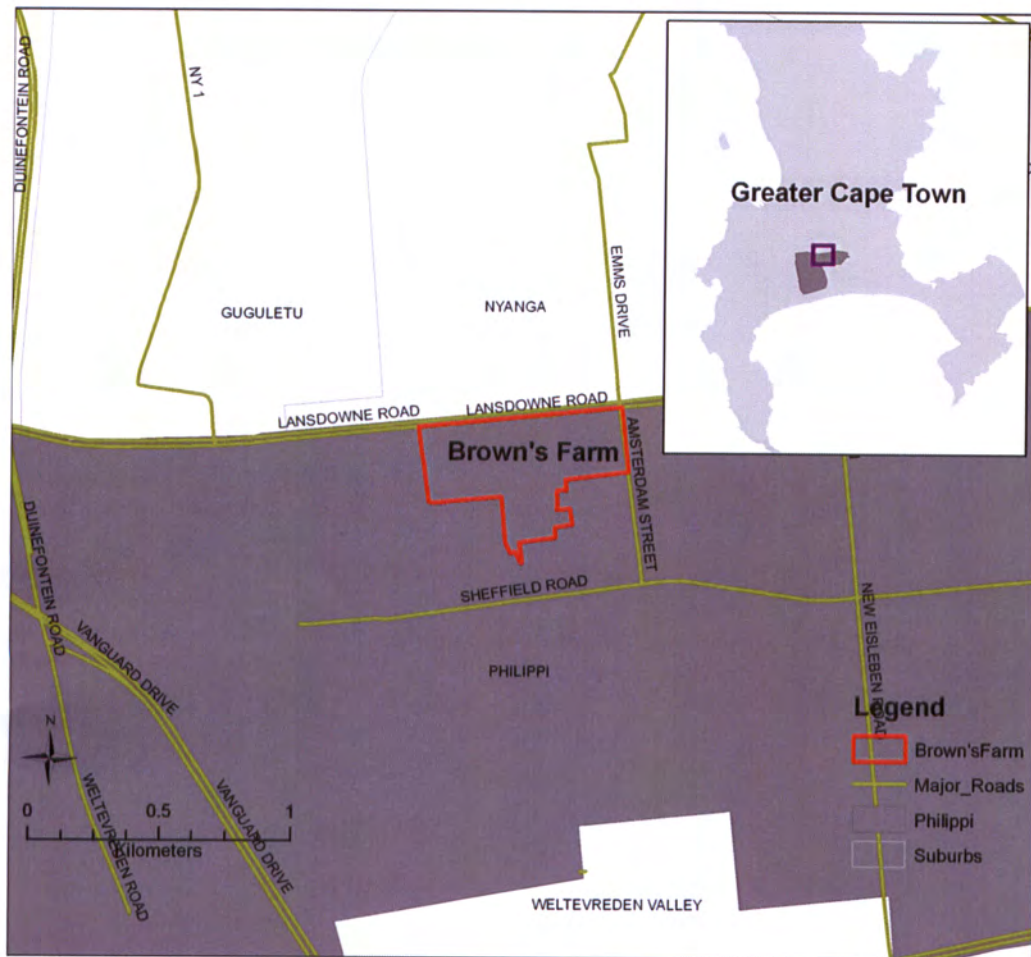 DUINEFONTEIN ROAD
NY 1
Greater Cape Town
EMMS DRIVE
GUGULETU
NYANGA
LANSDOWNE ROAD
LANSDOWNE ROAD
Brown's Farm
AMSTERDAM STREET
DUINEFONTEIN ROAD
SHEFFIELD ROAD
NEW EISLEBEN ROAD
VANGUARD DRIVE
PHILIPPI
Legend
Brown'sFarm
Major_Roads
Philippi
Suburbs
N
0 0.5 1
Kilometers
WELTEVREDEN ROAD
VANGUARD DRIVE
WELTEVREDEN VALLEY